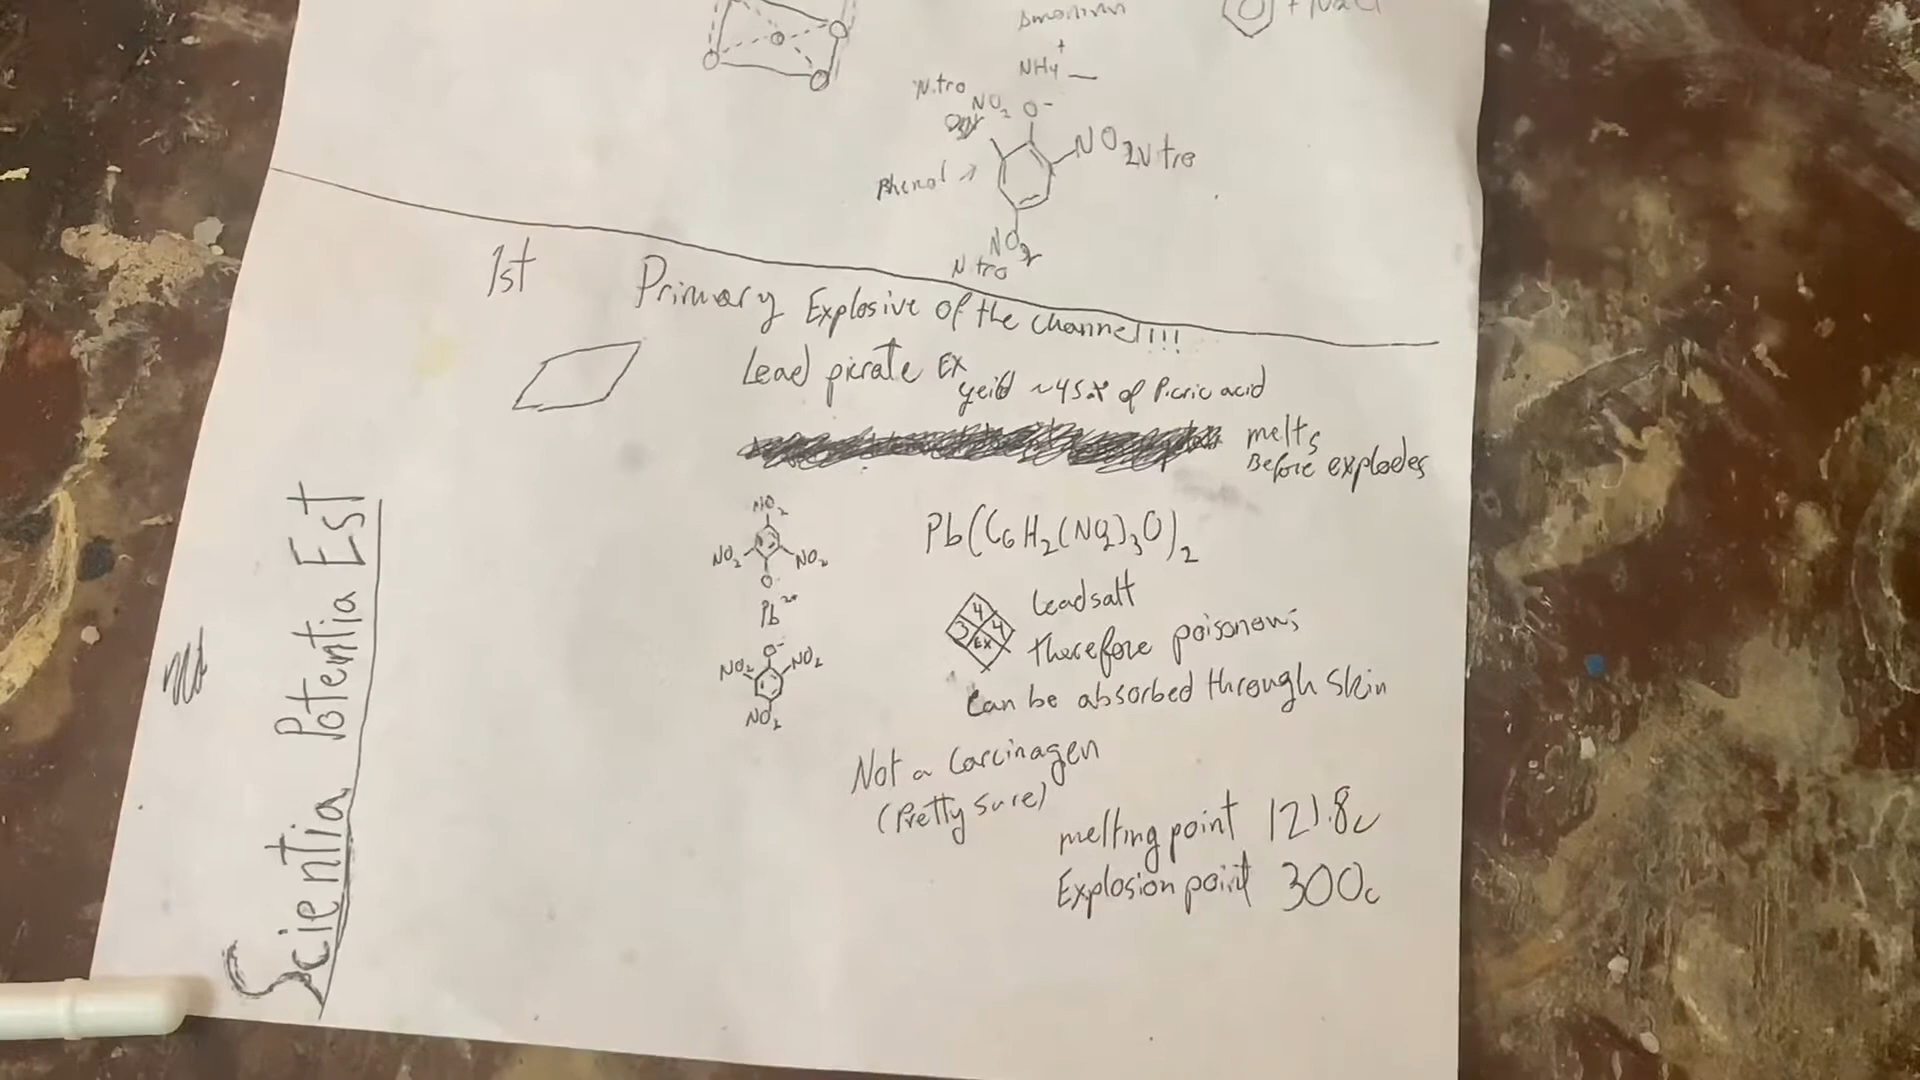 NH4 +
Nitro
NO2 O-
NO2 Nitro
Phenol
NO2
Nitro
1st Primary Explosive of the channel!!!
Lead picrate EX
yeild ~45% of Picric acid
melts
Before explodes
NO2
NO2 NO2
O-
Pb2+
O-
NO2 NO2
NO2
Pb(C6H2(NO2)3O)2
4
3 4
EX
Lead salt
therefore poisonous;
can be absorbed through skin
Not a carcinagen
(Pretty sure)
melting point 121.8c
Explosion point 300c
Scientia Potentia Est